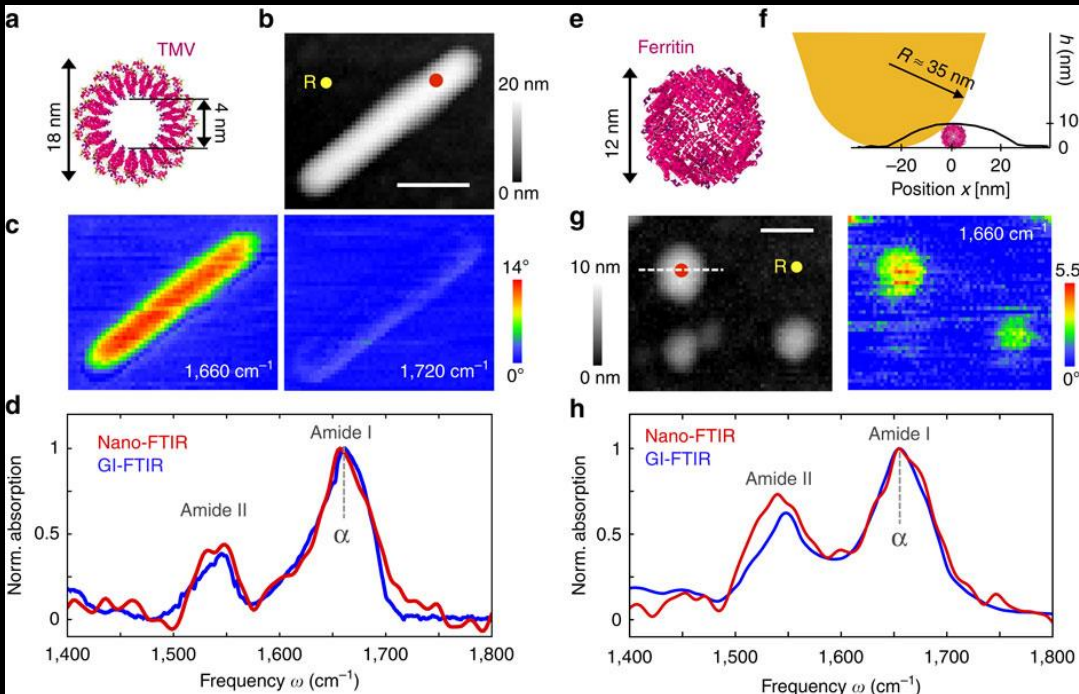 a
TMV
18 nm
4 nm
b
R
20 nm
0 nm
c
1,660 cm⁻¹
1,720 cm⁻¹
14°
0°
d
Nano-FTIR
GI-FTIR
Amide I
Amide II
α
Norm. absorption
1
0.5
0
1,400
1,500
1,600
1,700
1,800
Frequency ω (cm⁻¹)
e
Ferritin
12 nm
f
R ≈ 35 nm
h (nm)
10
0
−20
0
20
Position x [nm]
g
10 nm
0 nm
R
1,660 cm⁻¹
5.5
0°
h
Nano-FTIR
GI-FTIR
Amide I
Amide II
α
Norm. absorption
1
0.5
0
1,400
1,500
1,600
1,700
1,800
Frequency ω (cm⁻¹)